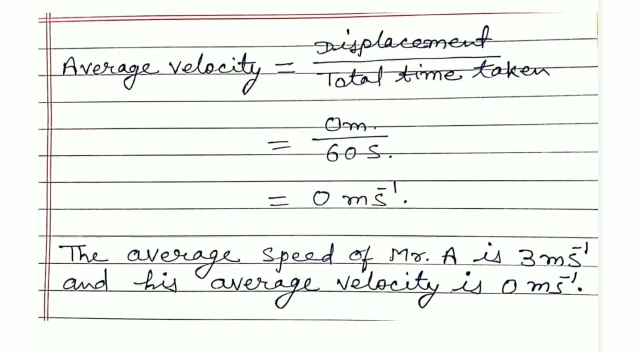 Average velocity = Displacement / Total time taken
= 0m. / 60 S.
= 0 ms⁻¹.
The average speed of Mr. A is 3ms⁻¹
and his average velocity is 0 ms⁻¹.